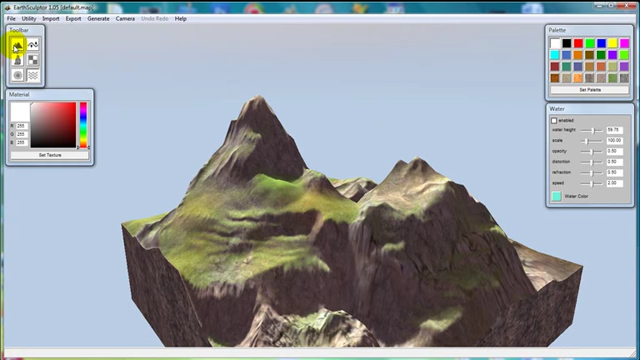 EarthSculptor 1.05 [default.map]
File Utility Import Export Generate Camera Undo Redo Help
Toolbar
Material
R 255
G 255
B 255
Set Texture
Palette
Set Palette
Water
enabled
water height 59.75
scale 100.00
opacity 0.50
distortion 0.50
refraction 0.50
speed 2.00
Water Color